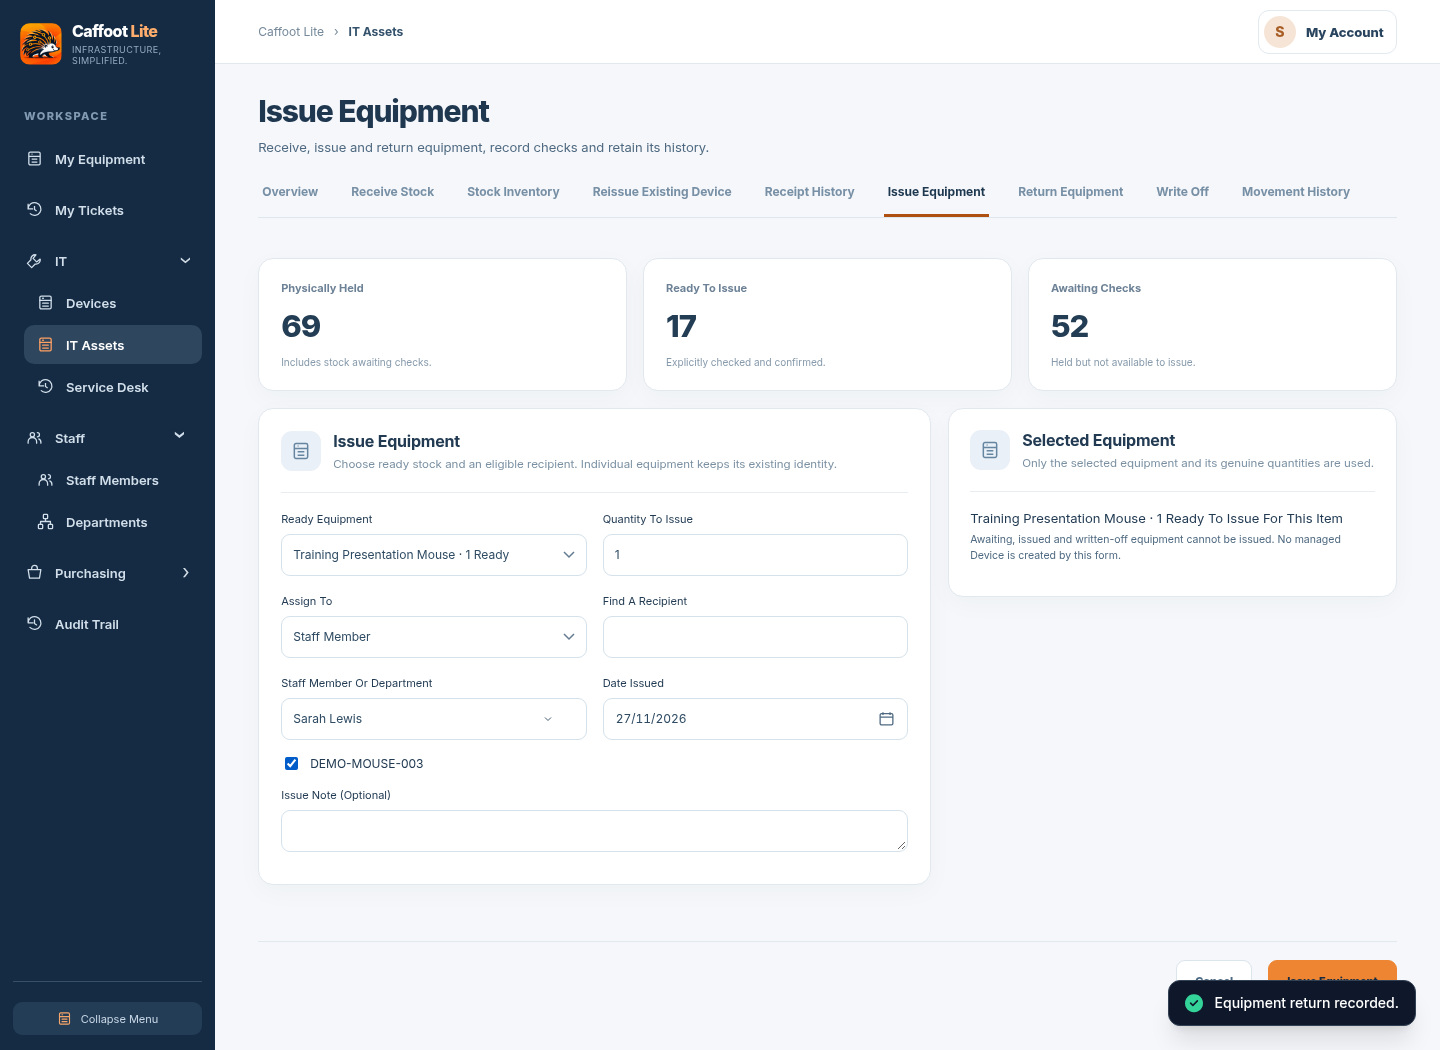 Caffoot Lite
INFRASTRUCTURE,
SIMPLIFIED.
WORKSPACE
My Equipment
My Tickets
IT
Devices
IT Assets
Service Desk
Staff
Staff Members
Departments
Purchasing
Audit Trail
Collapse Menu
Caffoot Lite › IT Assets
S My Account
Issue Equipment
Receive, issue and return equipment, record checks and retain its history.
Overview Receive Stock Stock Inventory Reissue Existing Device Receipt History Issue Equipment Return Equipment Write Off Movement History
Physically Held
69
Includes stock awaiting checks.
Ready To Issue
17
Explicitly checked and confirmed.
Awaiting Checks
52
Held but not available to issue.
Issue Equipment
Choose ready stock and an eligible recipient. Individual equipment keeps its existing identity.
Ready Equipment
Training Presentation Mouse · 1 Ready
Quantity To Issue
1
Assign To
Staff Member
Find A Recipient
Staff Member Or Department
Sarah Lewis
Date Issued
27/11/2026
DEMO-MOUSE-003
Issue Note (Optional)
Selected Equipment
Only the selected equipment and its genuine quantities are used.
Training Presentation Mouse · 1 Ready To Issue For This Item
Awaiting, issued and written-off equipment cannot be issued. No managed
Device is created by this form.
Cancel
Issue Equipment
Equipment return recorded.